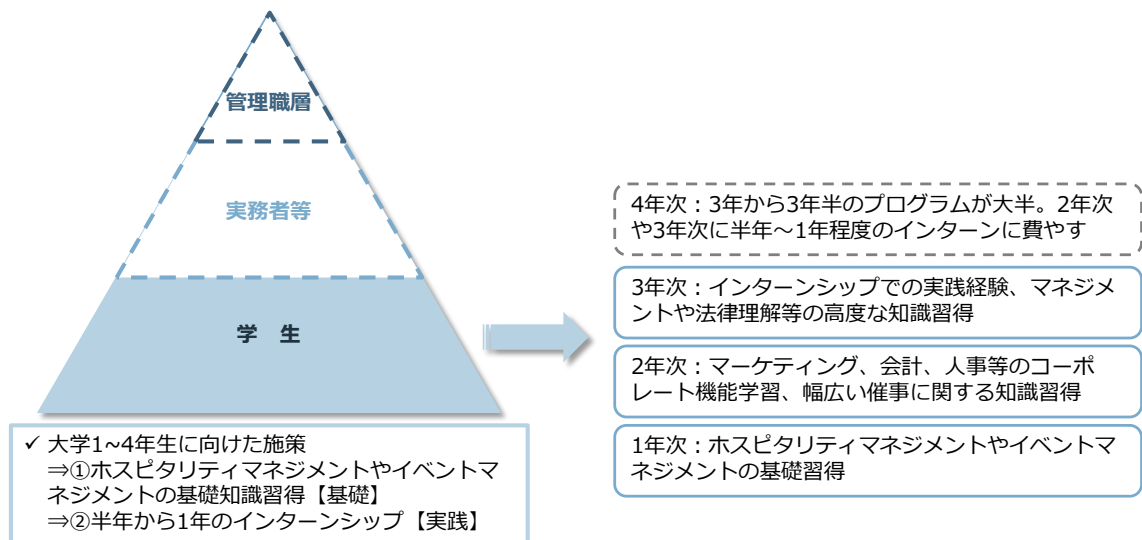 管理職層
実務者等
学　生
✓ 大学1~4年生に向けた施策
⇒①ホスピタリティマネジメントやイベントマ
ネジメントの基礎知識習得【基礎】
⇒②半年から1年のインターンシップ【実践】
4年次：3年から3年半のプログラムが大半。2年次
や3年次に半年～1年程度のインターンに費やす
3年次：インターンシップでの実践経験、マネジメ
ントや法律理解等の高度な知識習得
2年次：マーケティング、会計、人事等のコーポ
レート機能学習、幅広い催事に関する知識習得
1年次：ホスピタリティマネジメントやイベントマ
ネジメントの基礎習得